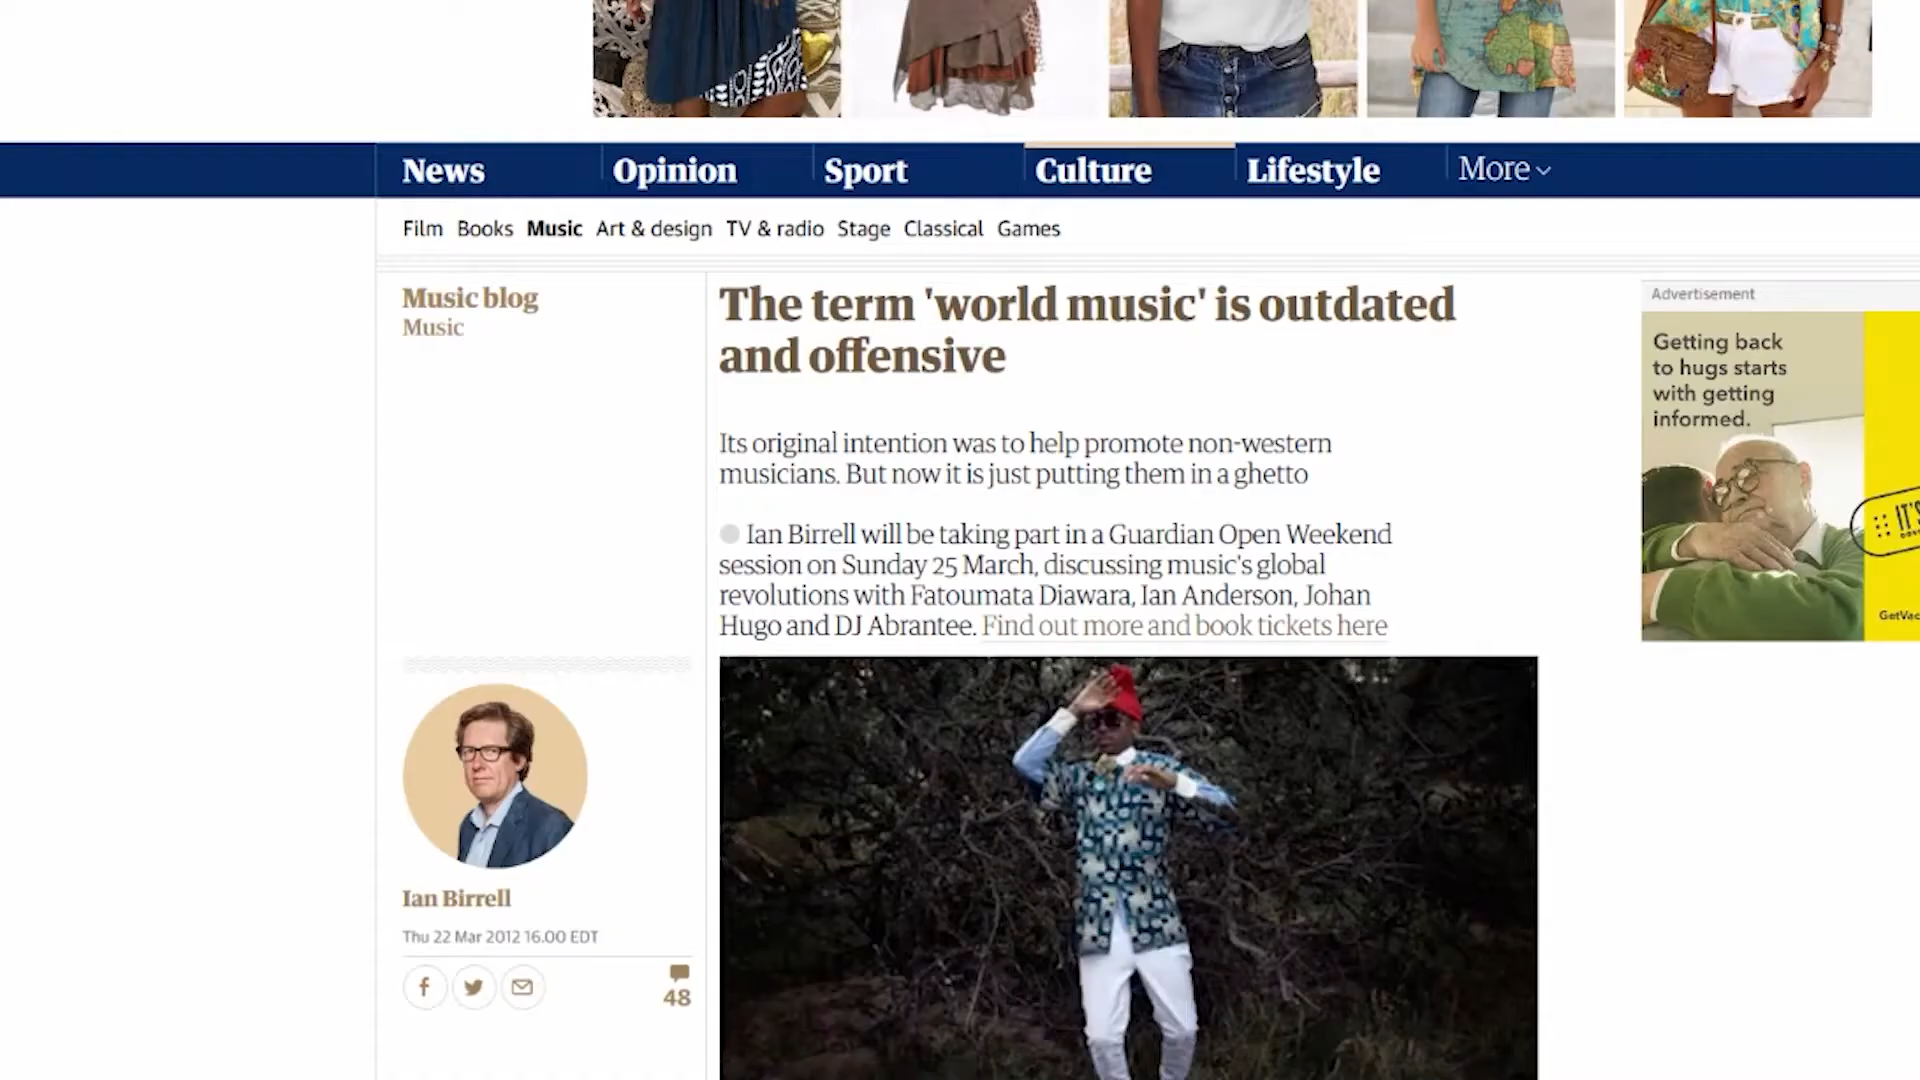 News Opinion Sport Culture Lifestyle More
Film Books Music Art & design TV & radio Stage Classical Games
Music blog
Music
The term 'world music' is outdated
and offensive
Its original intention was to help promote non-western
musicians. But now it is just putting them in a ghetto
Ian Birrell will be taking part in a Guardian Open Weekend
session on Sunday 25 March, discussing music's global
revolutions with Fatoumata Diawara, Ian Anderson, Johan
Hugo and DJ Abrantee. Find out more and book tickets here
Ian Birrell
Thu 22 Mar 2012 16.00 EDT
48
Advertisement
Getting back
to hugs starts
with getting
informed.
IT'S